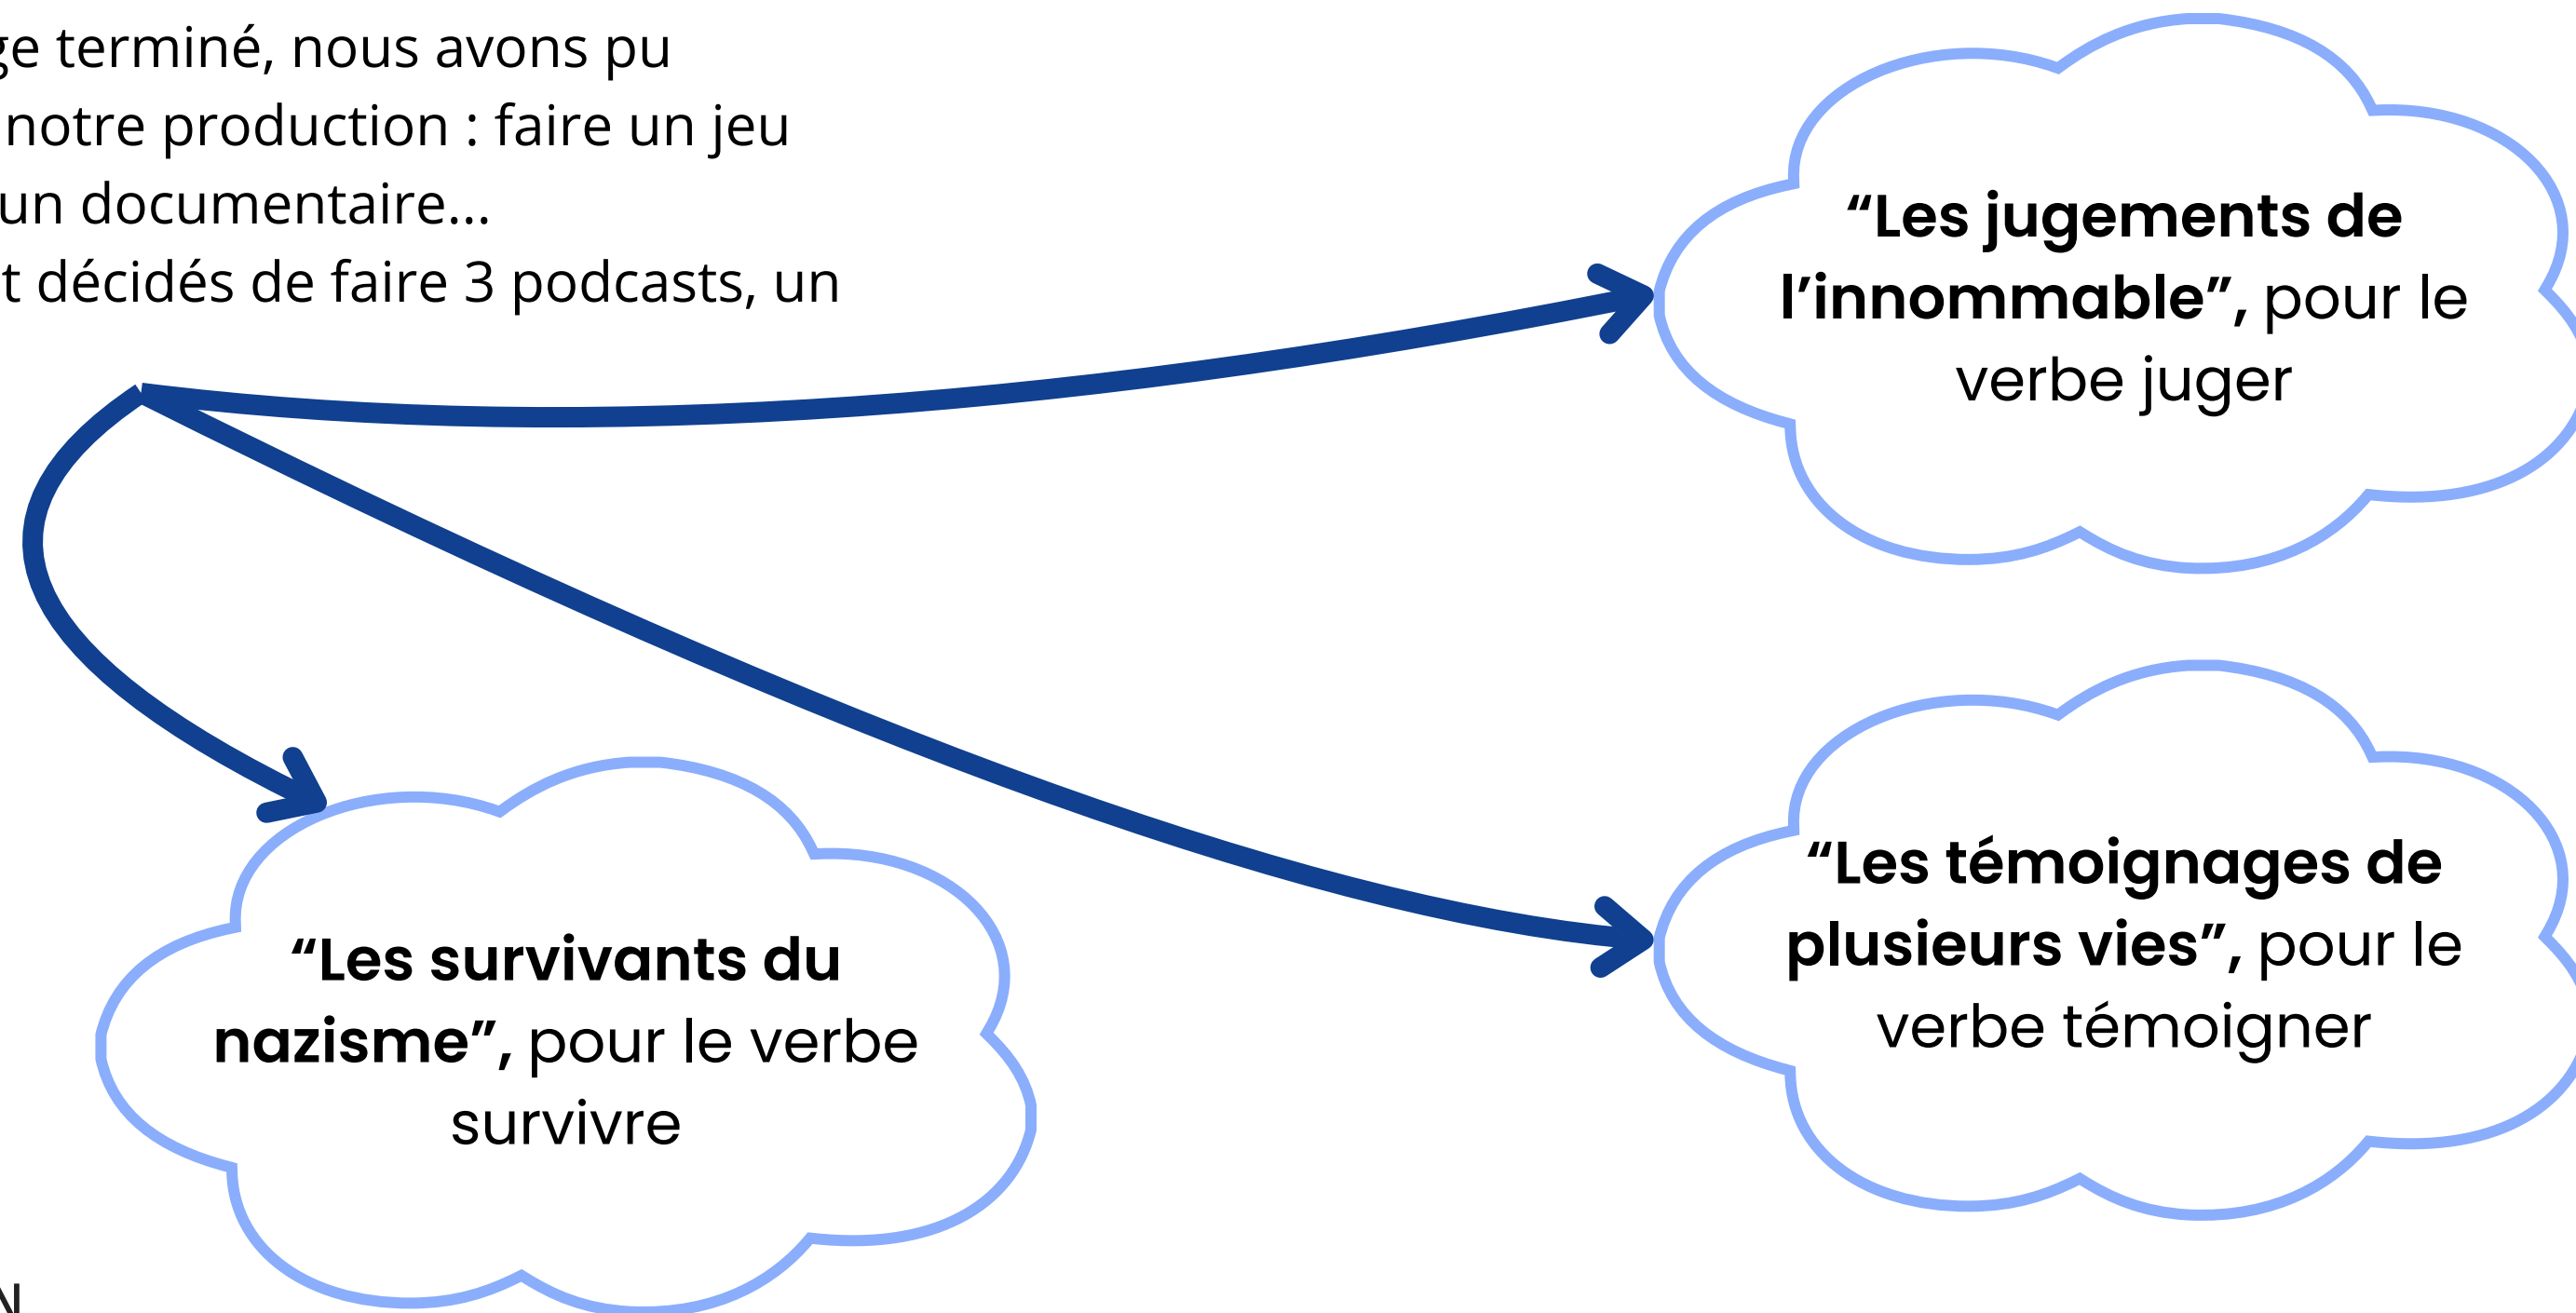 ge terminé, nous avons pu
notre production : faire un jeu
un documentaire...
t décidés de faire 3 podcasts, un
“Les jugements de
l’innommable”, pour le
verbe juger
“Les témoignages de
plusieurs vies”, pour le
verbe témoigner
“Les survivants du
nazisme”, pour le verbe
survivre
N